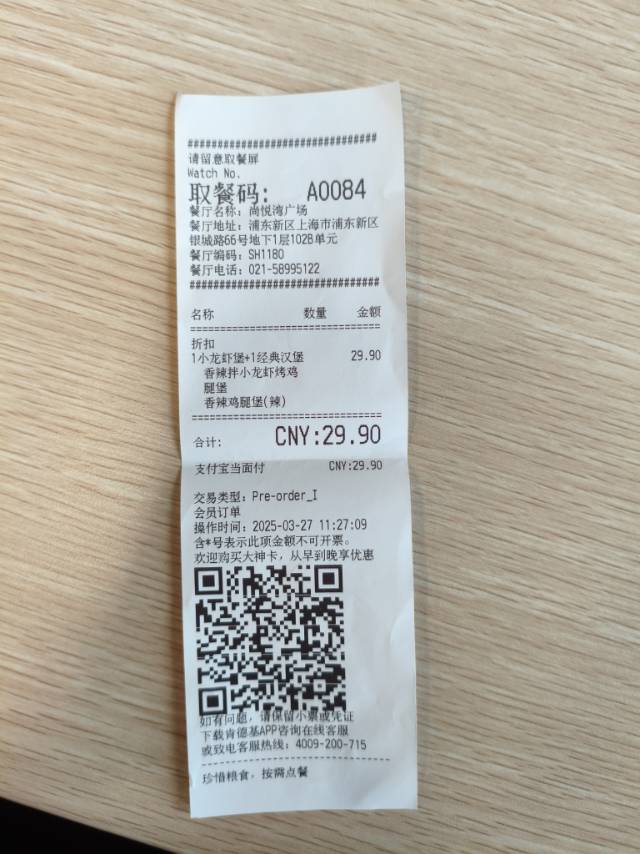 ################################
请留意取餐屏
Watch No.
取餐码: A0084
餐厅名称: 尚悦湾广场
餐厅地址: 浦东新区上海市浦东新区
银城路66号地下1层102B单元
餐厅编码: SH1180
餐厅电话: 021-58995122
################################
名称 数量 金额
================================
折扣
1小龙虾堡+1经典汉堡 29.90
香辣拌小龙虾烤鸡
腿堡
香辣鸡腿堡(辣)
================================
合计: CNY:29.90
支付宝当面付 CNY:29.90
交易类型: Pre-order_I
会员订单
操作时间: 2025-03-27 11:27:09
含*号表示此项金额不可开票。
欢迎购买大神卡，从早到晚享优惠
如有问题，请保留小票或凭证
下载肯德基APP咨询在线客服
或致电客服热线: 4009-200-715
--------------------------------
珍惜粮食，按需点餐